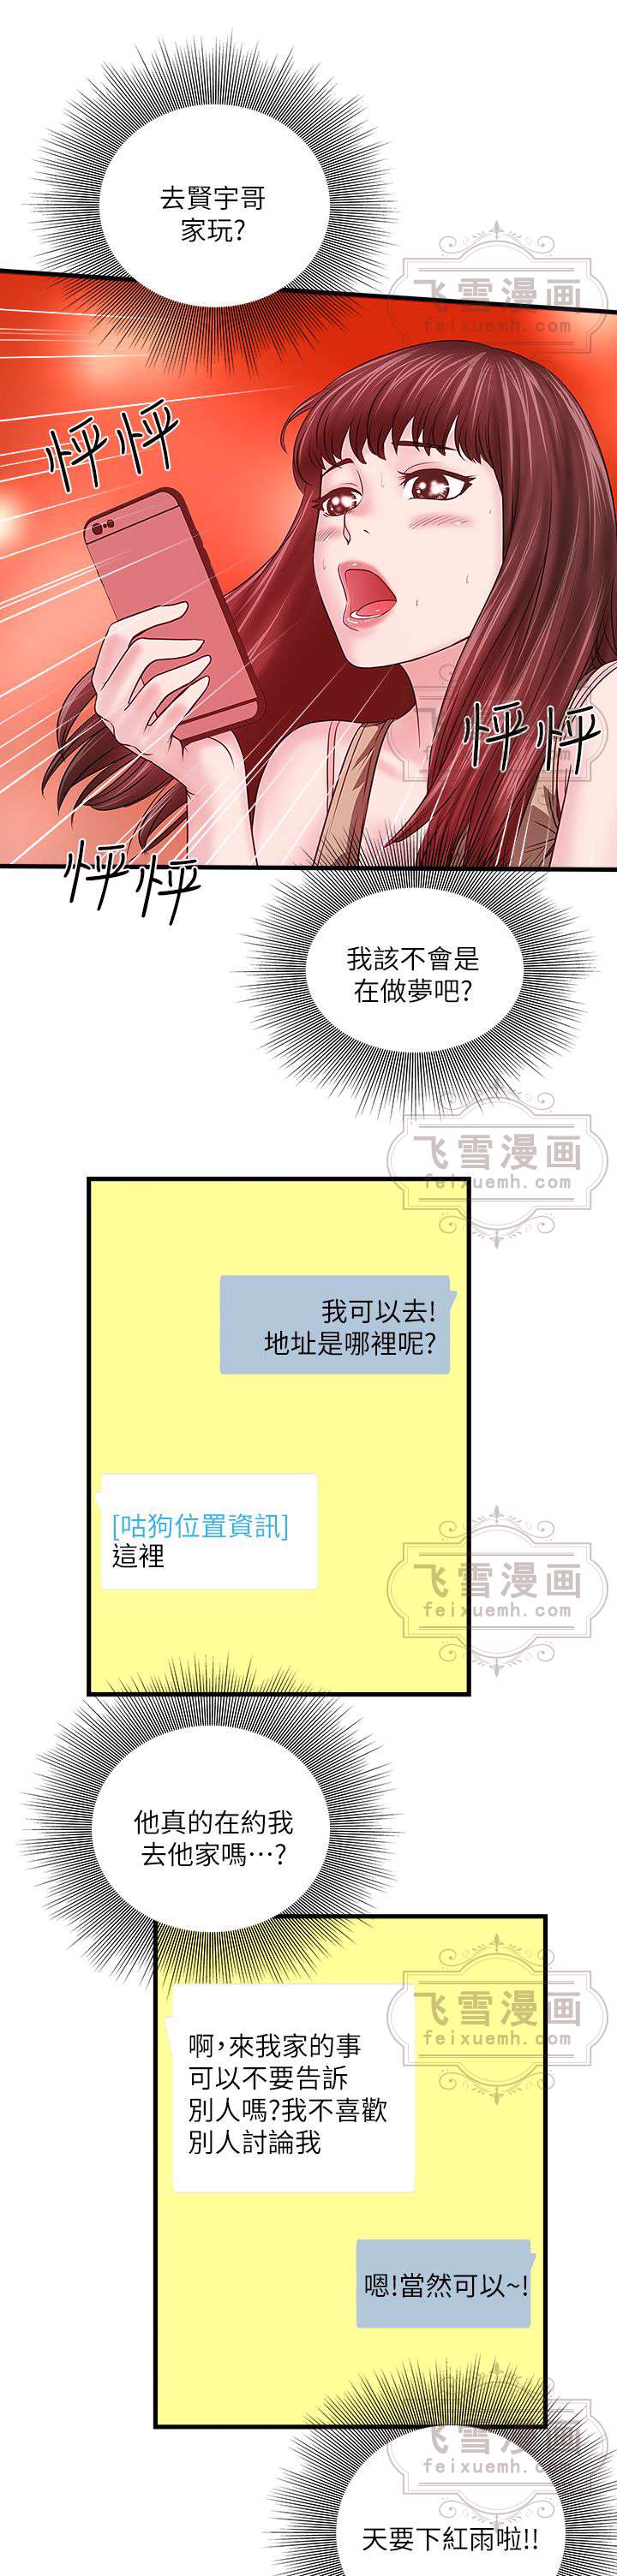 去賢宇哥
家玩?
飞雪漫画
feixuemh.com
怦怦
飞雪漫画
feixuemh.com
怦怦
怦怦
我該不會是
在做夢吧?
飞雪漫画
feixuemh.com
我可以去!
地址是哪裡呢?
[咕狗位置資訊]
這裡
飞雪漫画
feixuemh.com
他真的在約我
去他家嗎…?
飞雪漫画
feixuemh.com
啊,來我家的事
可以不要告訴
別人嗎?我不喜歡
別人討論我
嗯!當然可以~!
飞雪漫画
feixuemh.com
天要下紅雨啦!!